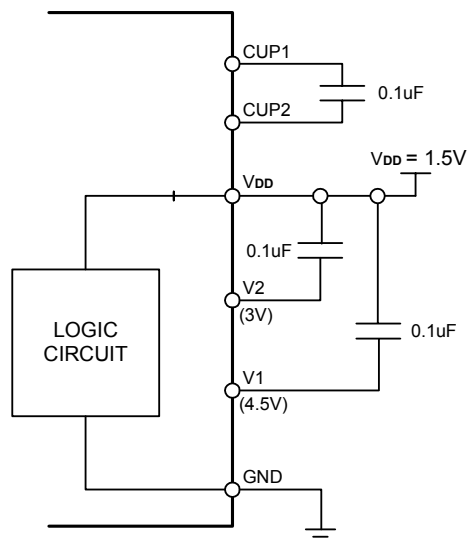 CUP1
0.1uF
CUP2
VDD
VDD = 1.5V
0.1uF
V2
(3V)
LOGIC
CIRCUIT
0.1uF
V1
(4.5V)
GND